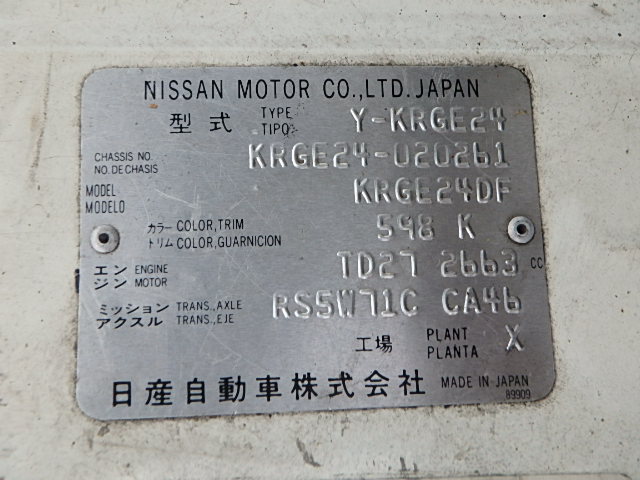 NISSAN MOTOR CO.,LTD.JAPAN
型式 TYPE TIPO Y-KRGE24
CHASSIS NO. NO.DE CHASIS KRGE24-020261
MODEL MODELO KRGE24DF
カラー COLOR,TRIM 598 K
トリム COLOR,GUARNICION
エンジン ENGINE MOTOR TD27 2663 CC
ミッション TRANS.,AXLE RS5W71C CA46
アクスル TRANS.,EJE
工場 PLANT PLANTA X
日産自動車株式会社 MADE IN JAPAN
89909